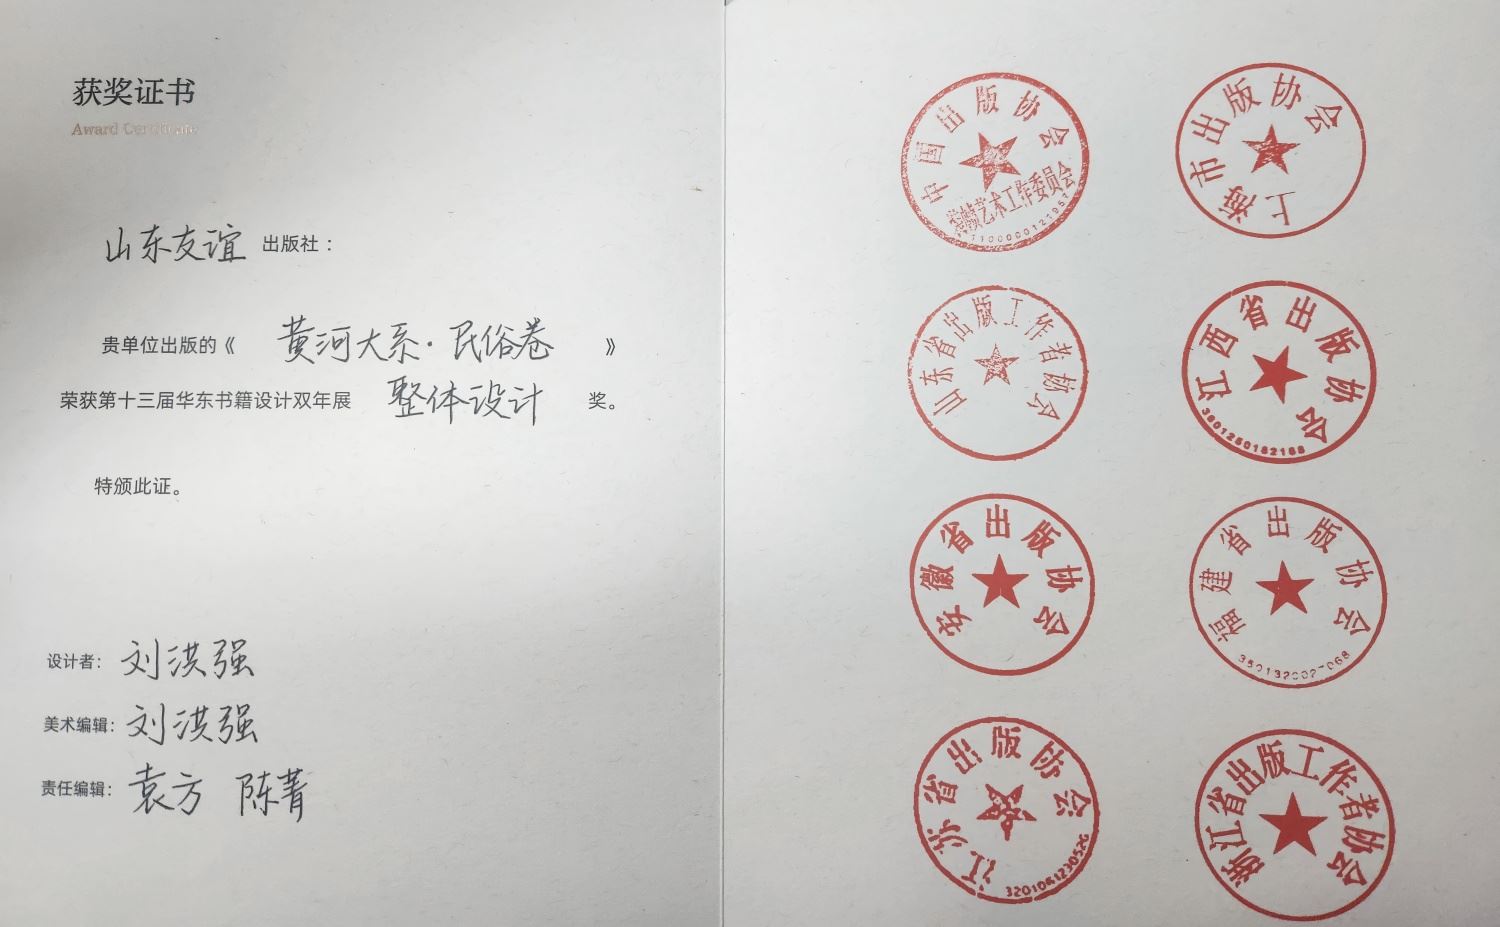 获奖证书
Award Certificate
山东友谊 出版社：
贵单位出版的《 黄河大系·民俗卷 》
荣获第十三届华东书籍设计双年展 整体设计 奖。
特颁此证。
设计者： 刘洪强
美术编辑： 刘洪强
责任编辑： 袁方 陈菁
中国出版协会
装帧艺术工作委员会
1100000121957
上海市出版协会
山东省出版工作者协会
江西省出版协会
安徽省出版协会
福建省出版协会
江苏省出版协会
浙江省出版工作者协会